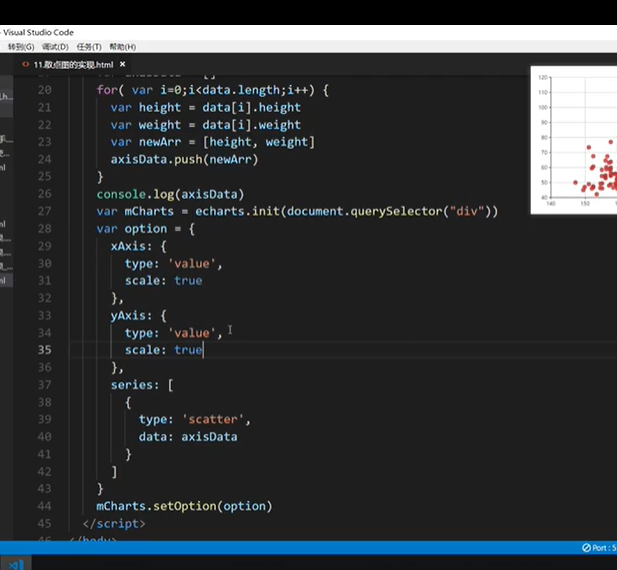 - Visual Studio Code
转到(G) 调试(D) 任务(T) 帮助(H)
<> 11.散点图的实现.html ×
20 for( var i=0;i<data.length;i++) {
21 var height = data[i].height
22 var weight = data[i].weight
23 var newArr = [height, weight]
24 axisData.push(newArr)
25 }
26 console.log(axisData)
27 var mCharts = echarts.init(document.querySelector("div"))
28 var option = {
29 xAxis: {
30 type: 'value',
31 scale: true
32 },
33 yAxis: {
34 type: 'value',
35 scale: true
36 },
37 series: [
38 {
39 type: 'scatter',
40 data: axisData
41 }
42 ]
43 }
44 mCharts.setOption(option)
45 </script>
46 </body>
120
110
100
90
80
70
60
50
40
140 150
Port : 5